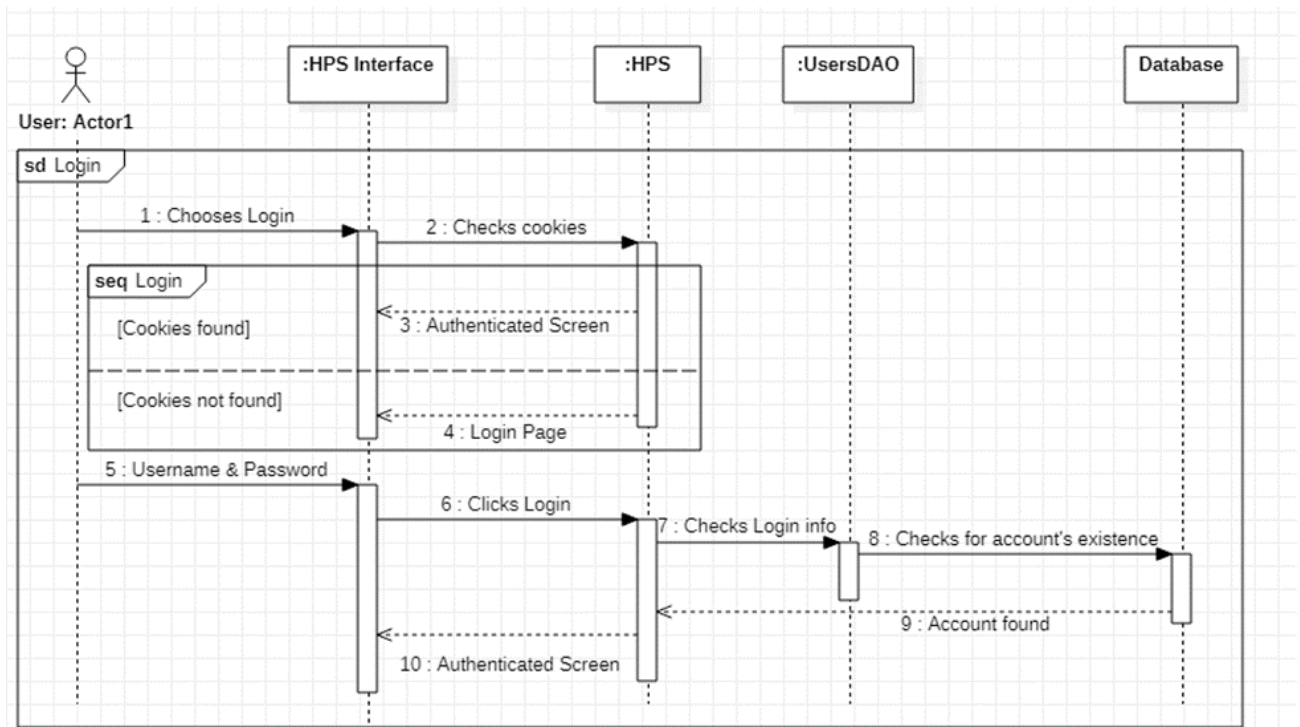 :HPS Interface
:HPS
:UsersDAO
Database
User: Actor1
sd Login
1 : Chooses Login
2 : Checks cookies
seq Login
[Cookies found]
3 : Authenticated Screen
[Cookies not found]
4 : Login Page
5 : Username & Password
6 : Clicks Login
7 : Checks Login info
8 : Checks for account's existence
9 : Account found
10 : Authenticated Screen